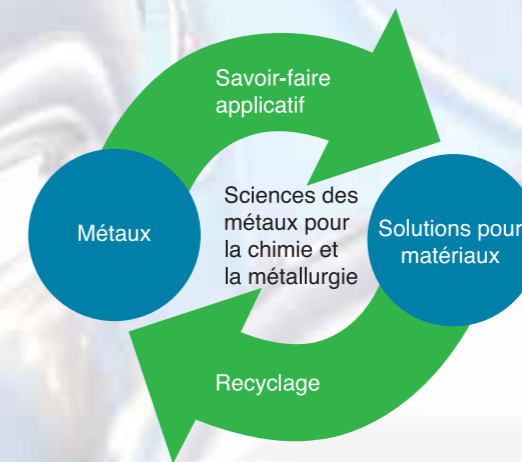 Savoir-faire
applicatif
Métaux
Sciences des
métaux pour
la chimie et
la métallurgie
Solutions pour
matériaux
Recyclage